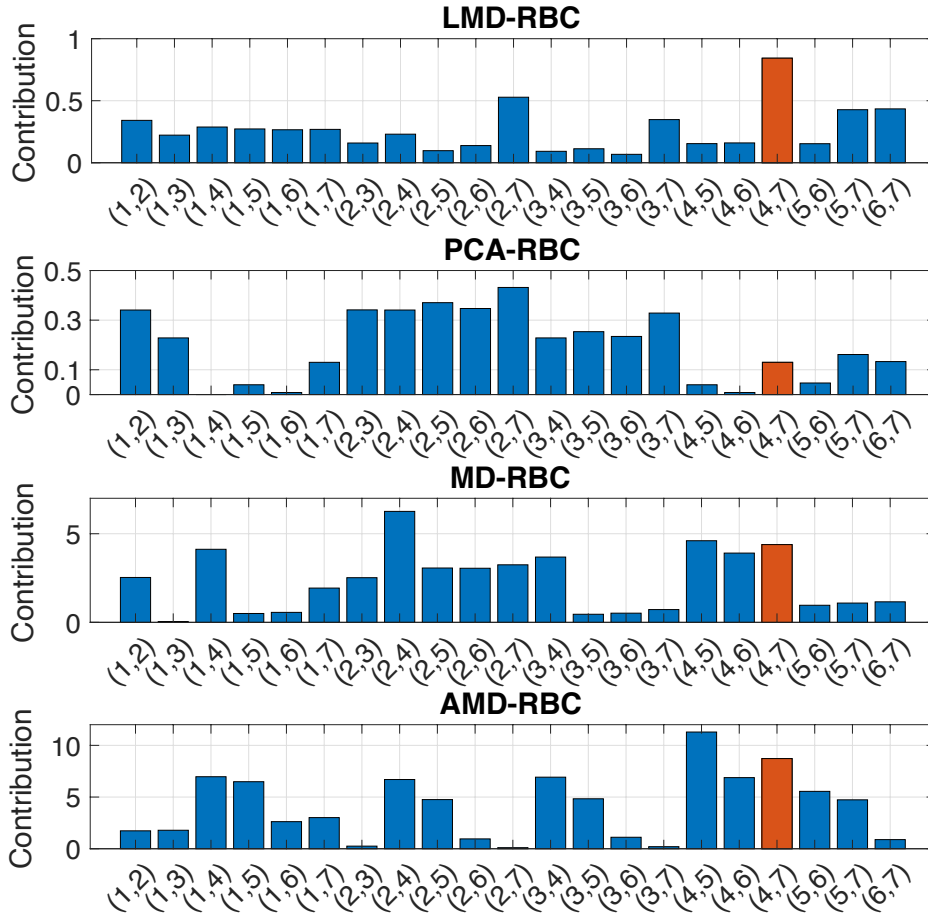 LMD-RBC
Contribution
1
0.5
0
(1,2) (1,3) (1,4) (1,5) (1,6) (1,7) (2,3) (2,4) (2,5) (2,6) (2,7) (3,4) (3,5) (3,6) (3,7) (4,5) (4,6) (4,7) (5,6) (5,7) (6,7)
PCA-RBC
Contribution
0.5
0.3
0.1
0
(1,2) (1,3) (1,4) (1,5) (1,6) (1,7) (2,3) (2,4) (2,5) (2,6) (2,7) (3,4) (3,5) (3,6) (3,7) (4,5) (4,6) (4,7) (5,6) (5,7) (6,7)
MD-RBC
Contribution
5
0
(1,2) (1,3) (1,4) (1,5) (1,6) (1,7) (2,3) (2,4) (2,5) (2,6) (2,7) (3,4) (3,5) (3,6) (3,7) (4,5) (4,6) (4,7) (5,6) (5,7) (6,7)
AMD-RBC
Contribution
10
5
0
(1,2) (1,3) (1,4) (1,5) (1,6) (1,7) (2,3) (2,4) (2,5) (2,6) (2,7) (3,4) (3,5) (3,6) (3,7) (4,5) (4,6) (4,7) (5,6) (5,7) (6,7)